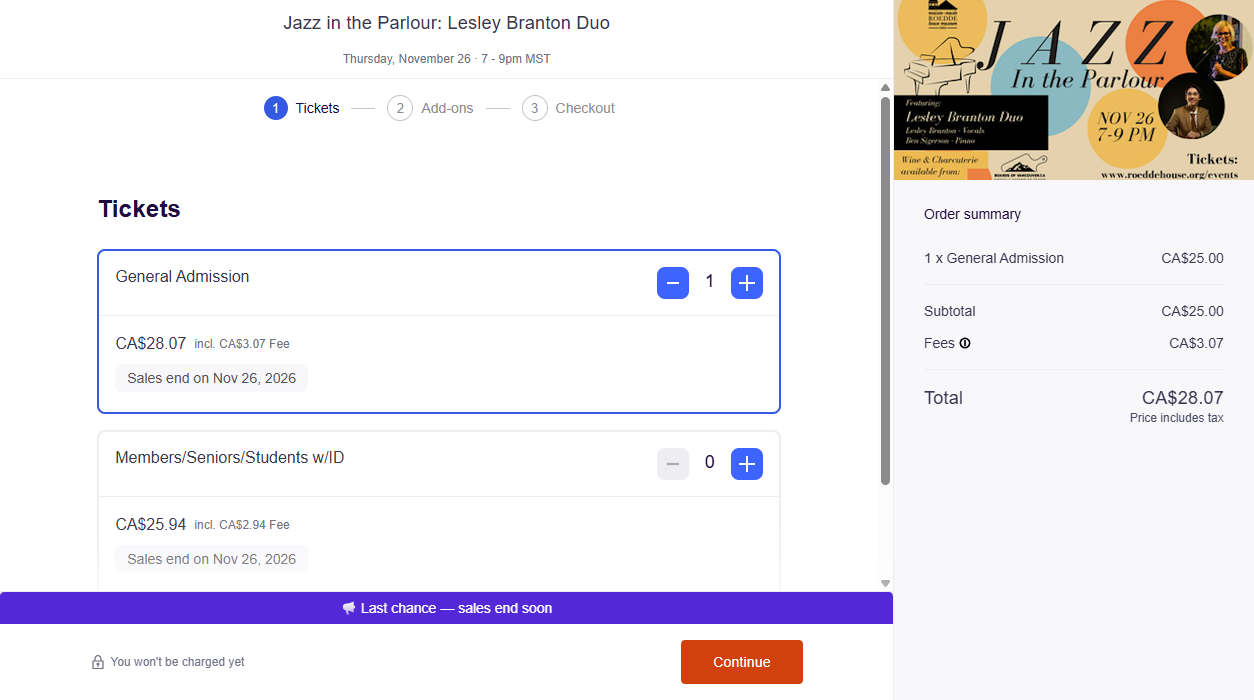 Jazz in the Parlour: Lesley Branton Duo
Thursday, November 26 · 7 - 9pm MST
1 Tickets 2 Add-ons 3 Checkout
Tickets
General Admission
1
CA$28.07 incl. CA$3.07 Fee
Sales end on Nov 26, 2026
Members/Seniors/Students w/ID
0
CA$25.94 incl. CA$2.94 Fee
Sales end on Nov 26, 2026
Last chance — sales end soon
You won't be charged yet
Continue
ROEDDE
JAZZ
In the Parlour
Featuring:
Lesley Branton Duo
Lesley Branton · Vocals
Ben Sigerson · Piano
NOV 26
7-9 PM
Wine & Charcuterie
available from:
BOARDS OF VANCOUVER.CA
Tickets:
www.roeddehouse.org/events
Order summary
1 x General Admission CA$25.00
Subtotal CA$25.00
Fees CA$3.07
Total CA$28.07
Price includes tax